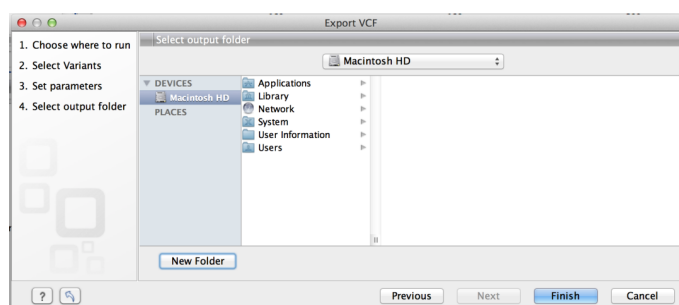 Export VCF
1. Choose where to run
2. Select Variants
3. Set parameters
4. Select output folder
Select output folder
Macintosh HD
DEVICES
Macintosh HD
PLACES
Applications
Library
Network
System
User Information
Users
New Folder
?
Previous
Next
Finish
Cancel